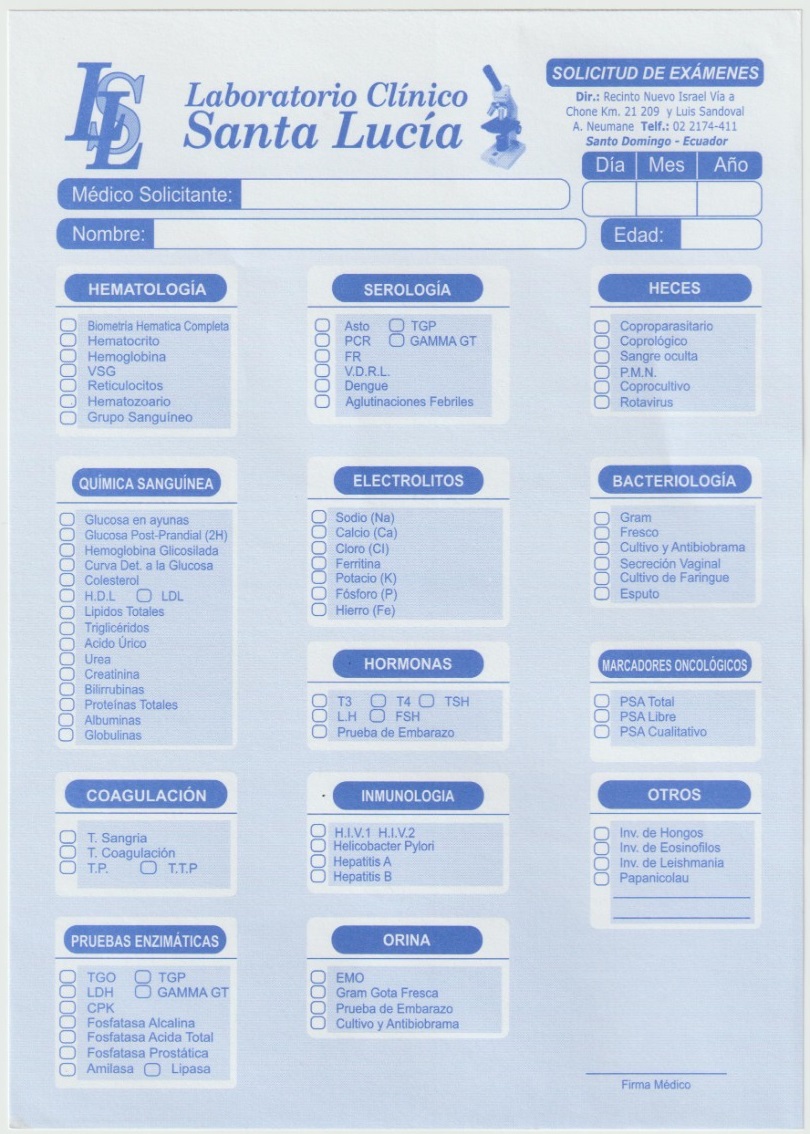 LSL
Laboratorio Clínico
Santa Lucía
SOLICITUD DE EXÁMENES
Dir.: Recinto Nuevo Israel Vía a
Chone Km. 21 209 y Luis Sandoval
A. Neumane Telf.: 02 2174-411
Santo Domingo - Ecuador
Día Mes Año
Médico Solicitante:
Nombre:
Edad:
HEMATOLOGÍA
Biometria Hematica Completa
Hematocrito
Hemoglobina
VSG
Reticulocitos
Hematozoario
Grupo Sanguíneo
SEROLOGÍA
Asto TGP
PCR GAMMA GT
FR
V.D.R.L.
Dengue
Aglutinaciones Febriles
HECES
Coproparasitario
Coprológico
Sangre oculta
P.M.N.
Coprocultivo
Rotavirus
QUÍMICA SANGUÍNEA
Glucosa en ayunas
Glucosa Post-Prandial (2H)
Hemoglobina Glicosilada
Curva Det. a la Glucosa
Colesterol
H.D.L LDL
Lipidos Totales
Triglicéridos
Acido Úrico
Urea
Creatinina
Bilirrubinas
Proteínas Totales
Albuminas
Globulinas
ELECTROLITOS
Sodio (Na)
Calcio (Ca)
Cloro (Cl)
Ferritina
Potacio (K)
Fósforo (P)
Hierro (Fe)
BACTERIOLOGÍA
Gram
Fresco
Cultivo y Antibiobrama
Secreción Vaginal
Cultivo de Faringue
Esputo
HORMONAS
T3 T4 TSH
L.H FSH
Prueba de Embarazo
MARCADORES ONCOLÓGICOS
PSA Total
PSA Libre
PSA Cualitativo
COAGULACIÓN
T. Sangria
T. Coagulación
T.P. T.T.P
INMUNOLOGIA
H.I.V.1 H.I.V.2
Helicobacter Pylori
Hepatitis A
Hepatitis B
OTROS
Inv. de Hongos
Inv. de Eosinofilos
Inv. de Leishmania
Papanicolau
PRUEBAS ENZIMÁTICAS
TGO TGP
LDH GAMMA GT
CPK
Fosfatasa Alcalina
Fosfatasa Acida Total
Fosfatasa Prostática
Amilasa Lipasa
ORINA
EMO
Gram Gota Fresca
Prueba de Embarazo
Cultivo y Antibiobrama
Firma Médico